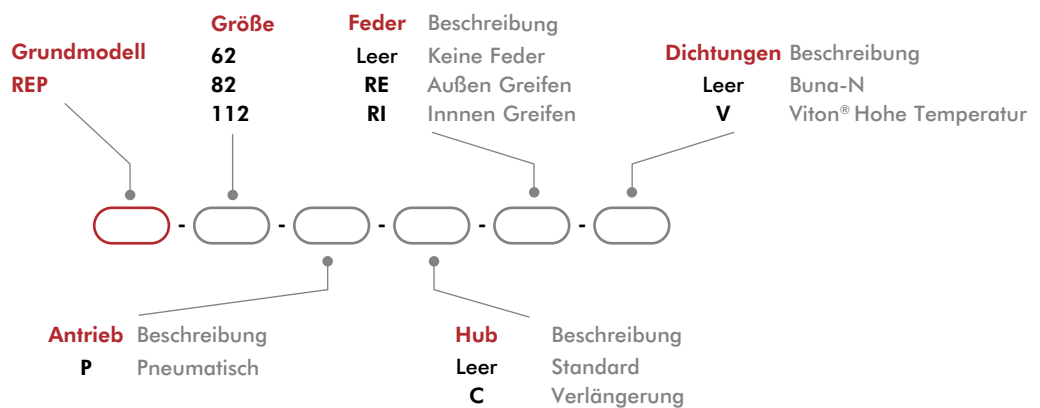 Grundmodell
REP
Größe
62
82
112
Feder Beschreibung
Leer Keine Feder
RE Außen Greifen
RI Innnen Greifen
Dichtungen Beschreibung
Leer Buna-N
V Viton® Hohe Temperatur
- - - - -
Antrieb Beschreibung
P Pneumatisch
Hub Beschreibung
Leer Standard
C Verlängerung